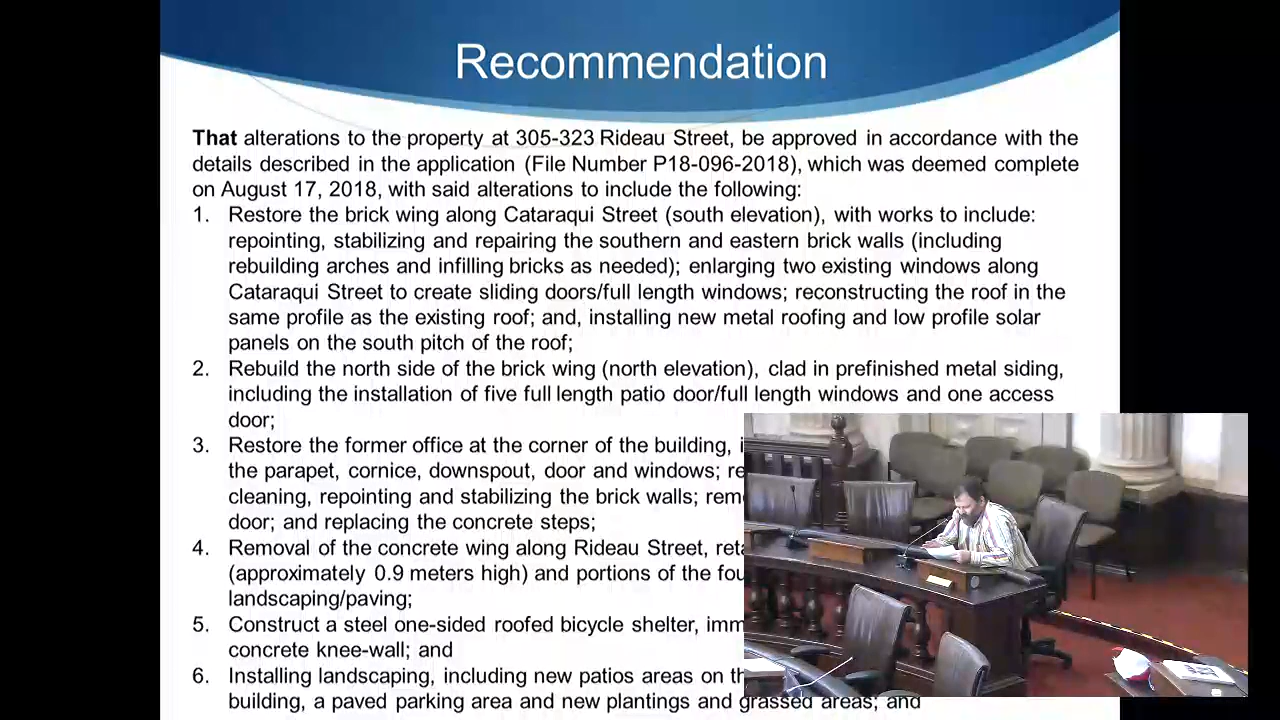 Recommendation
That alterations to the property at 305-323 Rideau Street, be approved in accordance with the
details described in the application (File Number P18-096-2018), which was deemed complete
on August 17, 2018, with said alterations to include the following:
1. Restore the brick wing along Cataraqui Street (south elevation), with works to include:
repointing, stabilizing and repairing the southern and eastern brick walls (including
rebuilding arches and infilling bricks as needed); enlarging two existing windows along
Cataraqui Street to create sliding doors/full length windows; reconstructing the roof in the
same profile as the existing roof; and, installing new metal roofing and low profile solar
panels on the south pitch of the roof;
2. Rebuild the north side of the brick wing (north elevation), clad in prefinished metal siding,
including the installation of five full length patio door/full length windows and one access
door;
3. Restore the former office at the corner of the building,
the parapet, cornice, downspout, door and windows;
cleaning, repointing and stabilizing the brick walls;
door; and replacing the concrete steps;
4. Removal of the concrete wing along Rideau Street,
(approximately 0.9 meters high) and portions of the
landscaping/paving;
5. Construct a steel one-sided roofed bicycle shelter,
concrete knee-wall; and
6. Installing landscaping, including new patios areas on
building, a paved parking area and new plantings and grassed areas; and